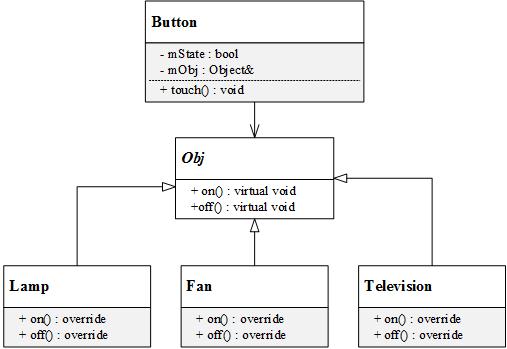 Button
- mState : bool
- mObj : Object&
+ touch() : void
Obj
+ on() : virtual void
+off() : virtual void
Lamp
+ on() : override
+ off() : override
Fan
+ on() : override
+ off() : override
Television
+ on() : override
+ off() : override